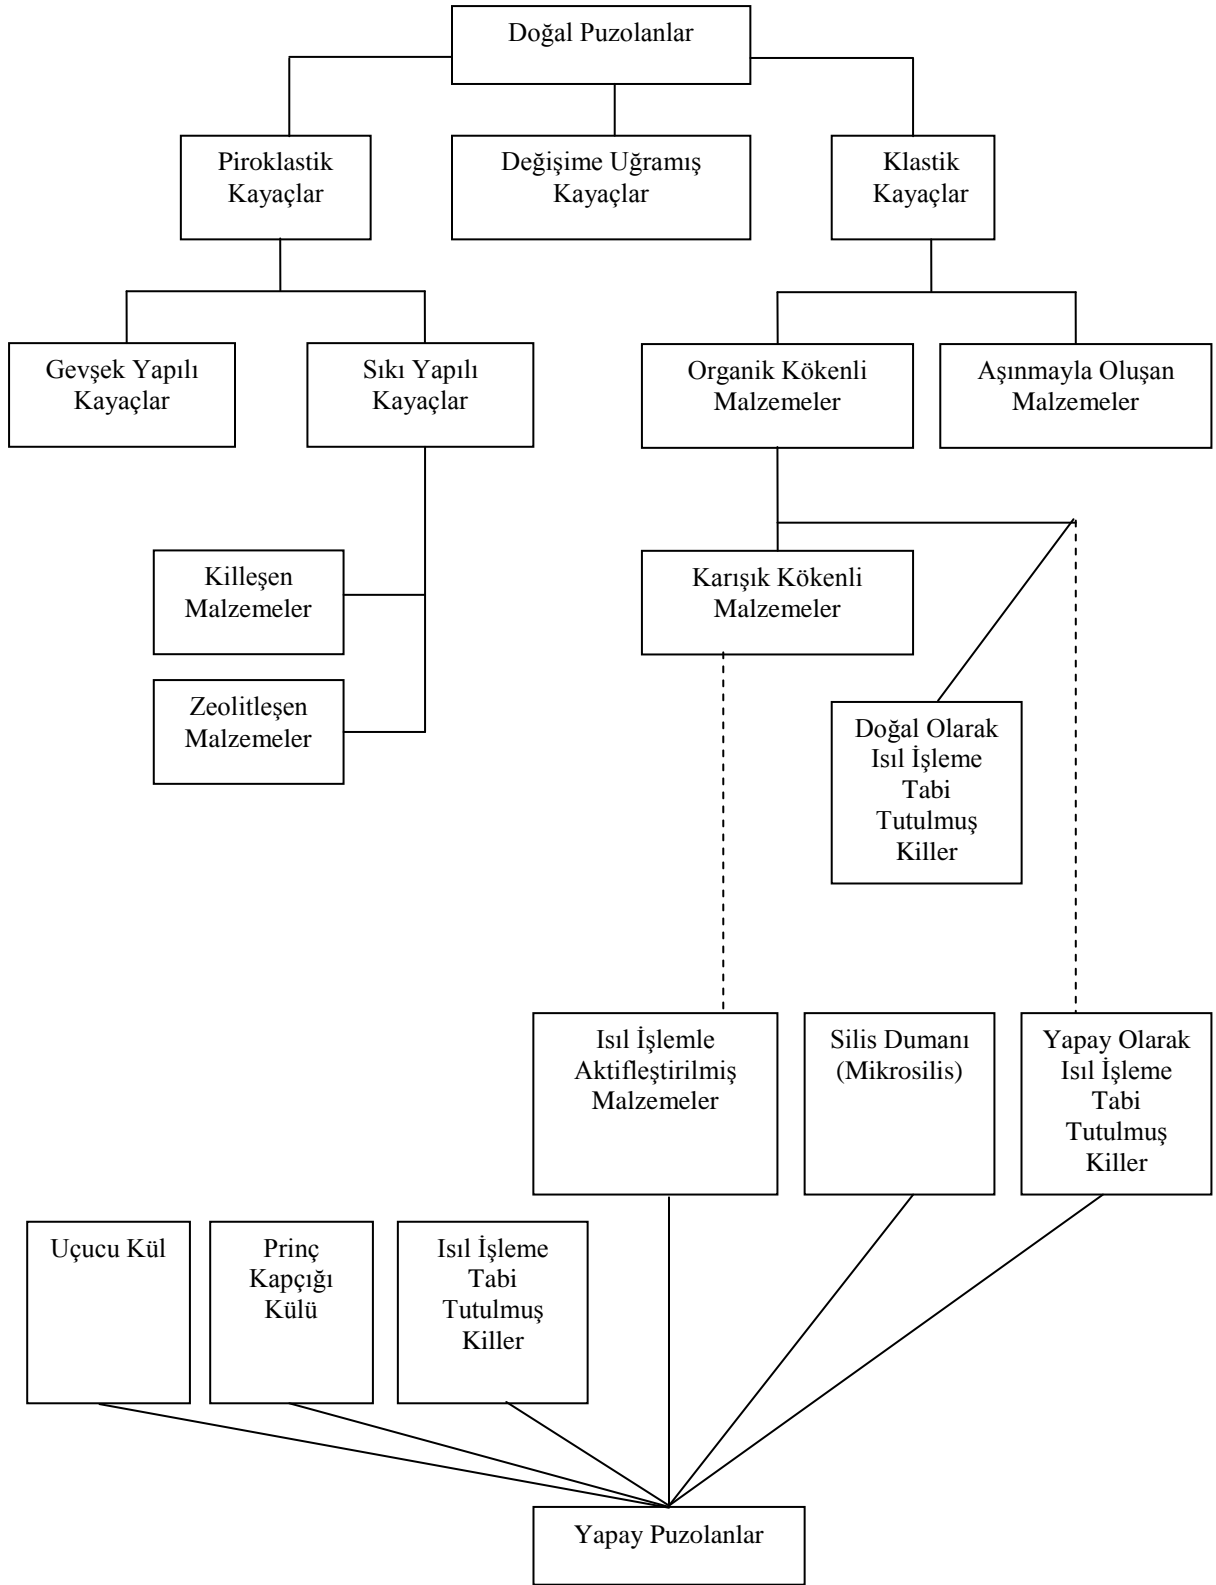 Doğal Puzolanlar
Piroklastik
Kayaçlar
Değişime Uğramış
Kayaçlar
Klastik
Kayaçlar
Gevşek Yapılı
Kayaçlar
Sıkı Yapılı
Kayaçlar
Organik Kökenli
Malzemeler
Aşınmayla Oluşan
Malzemeler
Killeşen
Malzemeler
Karışık Kökenli
Malzemeler
Zeolitleşen
Malzemeler
Doğal Olarak
Isıl İşleme
Tabi
Tutulmuş
Killer
Isıl İşlemle
Aktifleştirilmiş
Malzemeler
Silis Dumanı
(Mikrosilis)
Yapay Olarak
Isıl İşleme
Tabi
Tutulmuş
Killer
Uçucu Kül
Prinç
Kapçığı
Külü
Isıl İşleme
Tabi
Tutulmuş
Killer
Yapay Puzolanlar